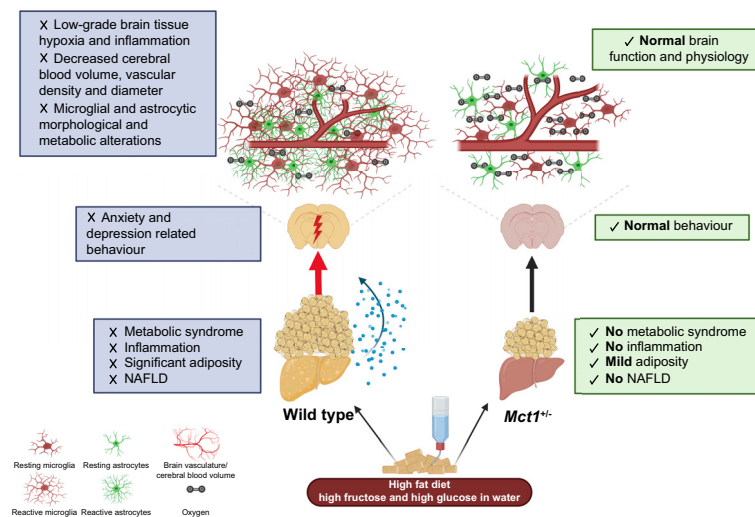 X Low-grade brain tissue
hypoxia and inflammation
X Decreased cerebral
blood volume, vascular
density and diameter
X Microglial and astrocytic
morphological and
metabolic alterations
✓ Normal brain
function and physiology
X Anxiety and
depression related
behaviour
✓ Normal behaviour
X Metabolic syndrome
X Inflammation
X Significant adiposity
X NAFLD
✓ No metabolic syndrome
✓ No inflammation
✓ Mild adiposity
✓ No NAFLD
Wild type
Mct1+/-
Resting microglia
Resting astrocytes
Brain vasculature/
cerebral blood volume
Reactive microglia
Reactive astrocytes
Oxygen
High fat diet
high fructose and high glucose in water